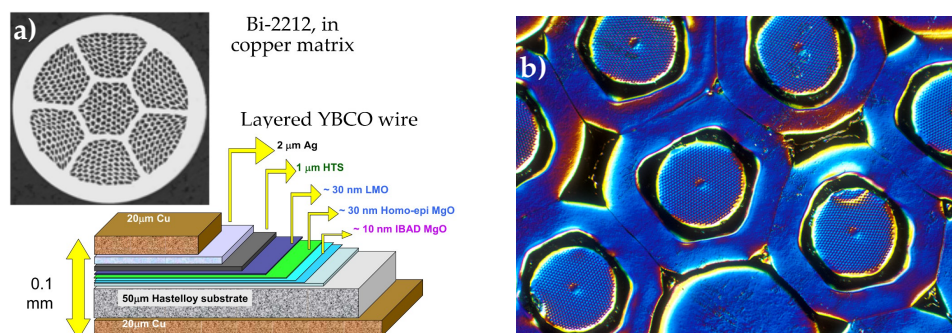 a)
Bi-2212, in
copper matrix
Layered YBCO wire
2 μm Ag
1 μm HTS
~ 30 nm LMO
~ 30 nm Homo-epi MgO
~ 10 nm IBAD MgO
20μm Cu
0.1
mm
50μm Hastelloy substrate
20μm Cu
b)